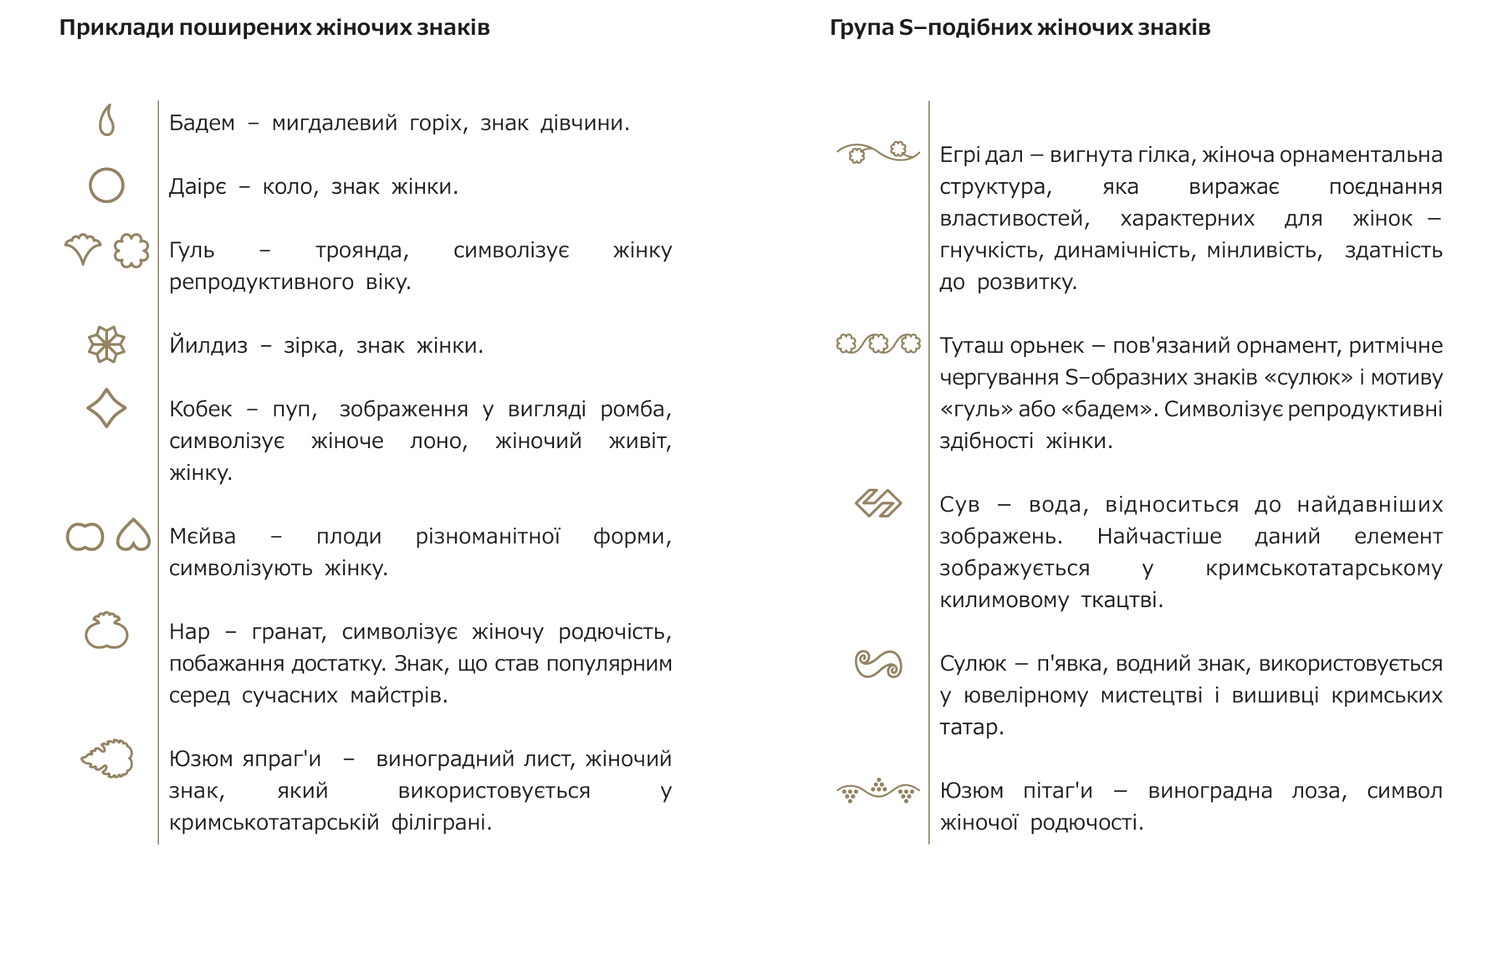 Приклади поширених жіночих знаків
Бадем – мигдалевий горіх, знак дівчини.
Даірє – коло, знак жінки.
Гуль – троянда, символізує жінку
репродуктивного віку.
Йилдиз – зірка, знак жінки.
Кобек – пуп, зображення у вигляді ромба,
символізує жіноче лоно, жіночий живіт,
жінку.
Мєйва – плоди різноманітної форми,
символізують жінку.
Нар – гранат, символізує жіночу родючість,
побажання достатку. Знак, що став популярним
серед сучасних майстрів.
Юзюм япраг'и – виноградний лист, жіночий
знак, який використовується у
кримськотатарській філіграні.
Група S–подібних жіночих знаків
Егрі дал – вигнута гілка, жіноча орнаментальна
структура, яка виражає поєднання
властивостей, характерних для жінок –
гнучкість, динамічність, мінливість, здатність
до розвитку.
Туташ орьнек – пов'язаний орнамент, ритмічне
чергування S–образних знаків «сулюк» і мотиву
«гуль» або «бадем». Символізує репродуктивні
здібності жінки.
Сув – вода, відноситься до найдавніших
зображень. Найчастіше даний елемент
зображується у кримськотатарському
килимовому ткацтві.
Сулюк – п'явка, водний знак, використовується
у ювелірному мистецтві і вишивці кримських
татар.
Юзюм пітаг'и – виноградна лоза, символ
жіночої родючості.